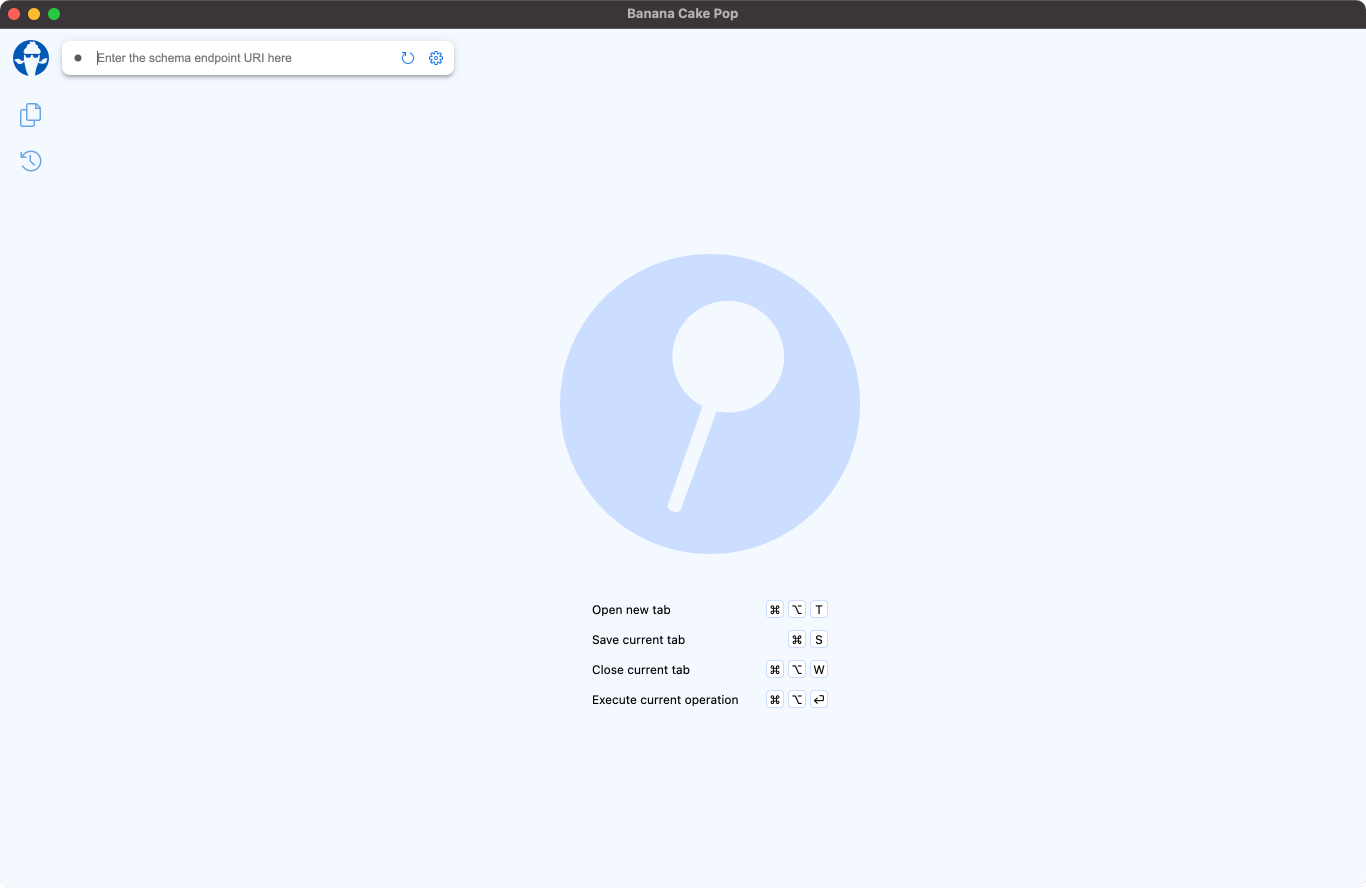 Banana Cake Pop
Enter the schema endpoint URI here
Open new tab ⌘ ⌥ T
Save current tab ⌘ S
Close current tab ⌘ ⌥ W
Execute current operation ⌘ ⌥ ↵